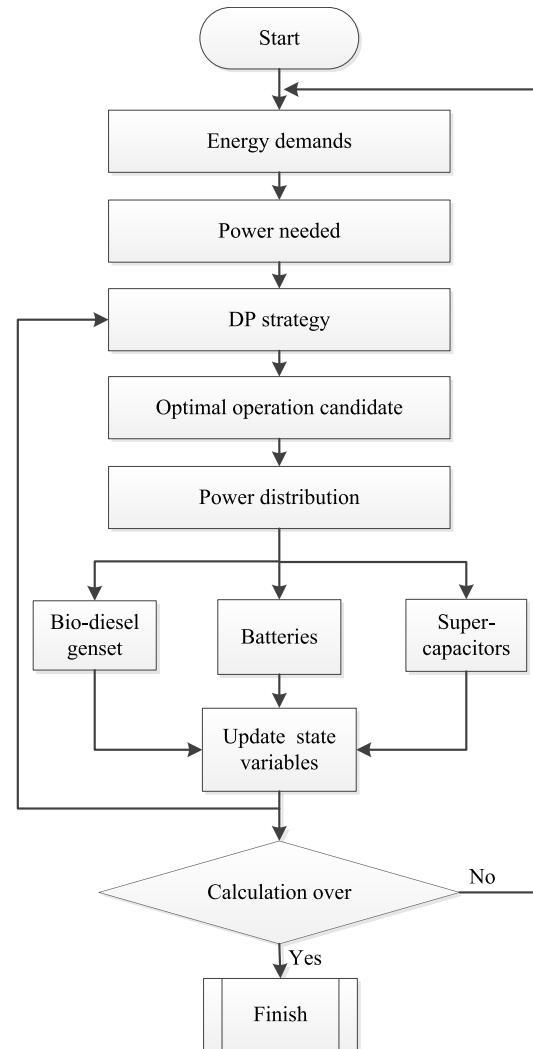 Start
Energy demands
Power needed
DP strategy
Optimal operation candidate
Power distribution
Bio-diesel
genset
Batteries
Super-
capacitors
Update state
variables
Calculation over
No
Yes
Finish